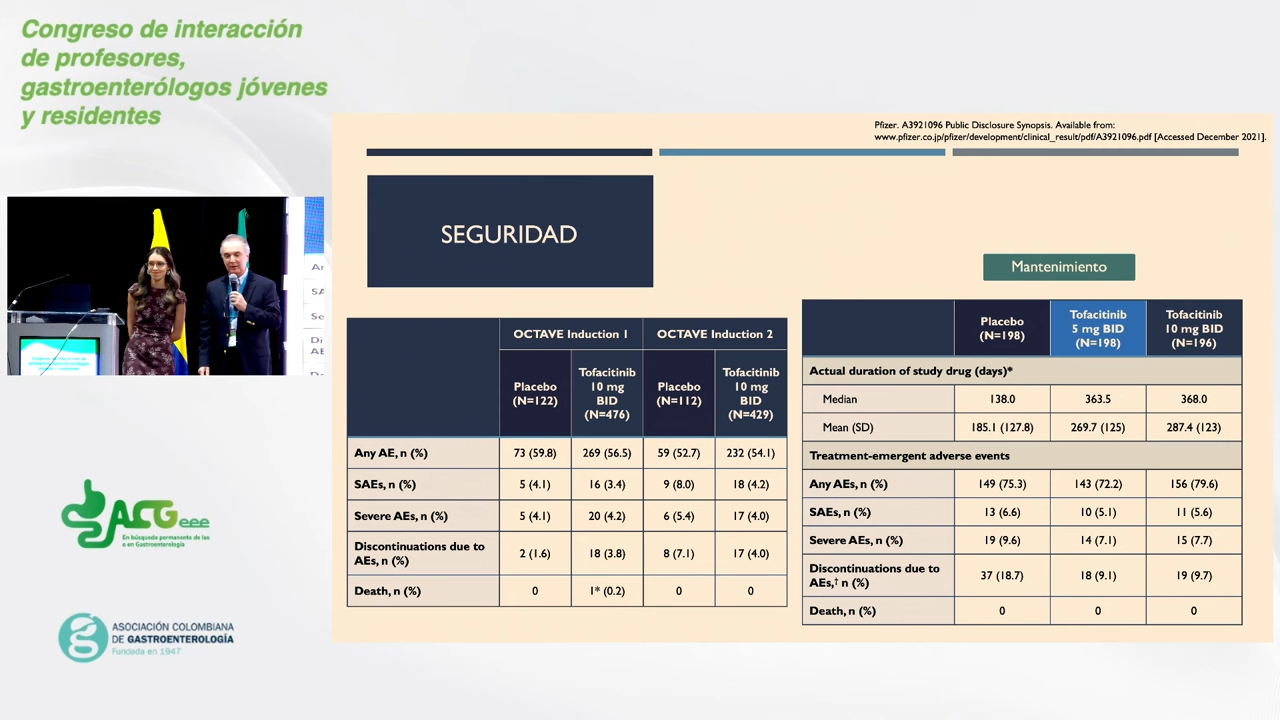 Congreso de interacción
de profesores,
gastroenterólogos jóvenes
y residentes
Pfizer. A3921096 Public Disclosure Synopsis. Available from:
www.pfizer.co.jp/pfizer/development/clinical_result/pdf/A3921096.pdf [Accessed December 2021].
SEGURIDAD
Mantenimiento
OCTAVE Induction 1 OCTAVE Induction 2
Placebo (N=122) Tofacitinib 10 mg BID (N=476) Placebo (N=112) Tofacitinib 10 mg BID (N=429)
Any AE, n (%) 73 (59.8) 269 (56.5) 59 (52.7) 232 (54.1)
SAEs, n (%) 5 (4.1) 16 (3.4) 9 (8.0) 18 (4.2)
Severe AEs, n (%) 5 (4.1) 20 (4.2) 6 (5.4) 17 (4.0)
Discontinuations due to AEs, n (%) 2 (1.6) 18 (3.8) 8 (7.1) 17 (4.0)
Death, n (%) 0 1* (0.2) 0 0
Placebo (N=198) Tofacitinib 5 mg BID (N=198) Tofacitinib 10 mg BID (N=196)
Actual duration of study drug (days)*
Median 138.0 363.5 368.0
Mean (SD) 185.1 (127.8) 269.7 (125) 287.4 (123)
Treatment-emergent adverse events
Any AEs, n (%) 149 (75.3) 143 (72.2) 156 (79.6)
SAEs, n (%) 13 (6.6) 10 (5.1) 11 (5.6)
Severe AEs, n (%) 19 (9.6) 14 (7.1) 15 (7.7)
Discontinuations due to AEs,† n (%) 37 (18.7) 18 (9.1) 19 (9.7)
Death, n (%) 0 0 0
ACGeee
En búsqueda permanente de las
e en Gastroenterología
ASOCIACIÓN COLOMBIANA
DE GASTROENTEROLOGÍA
Fundada en 1947